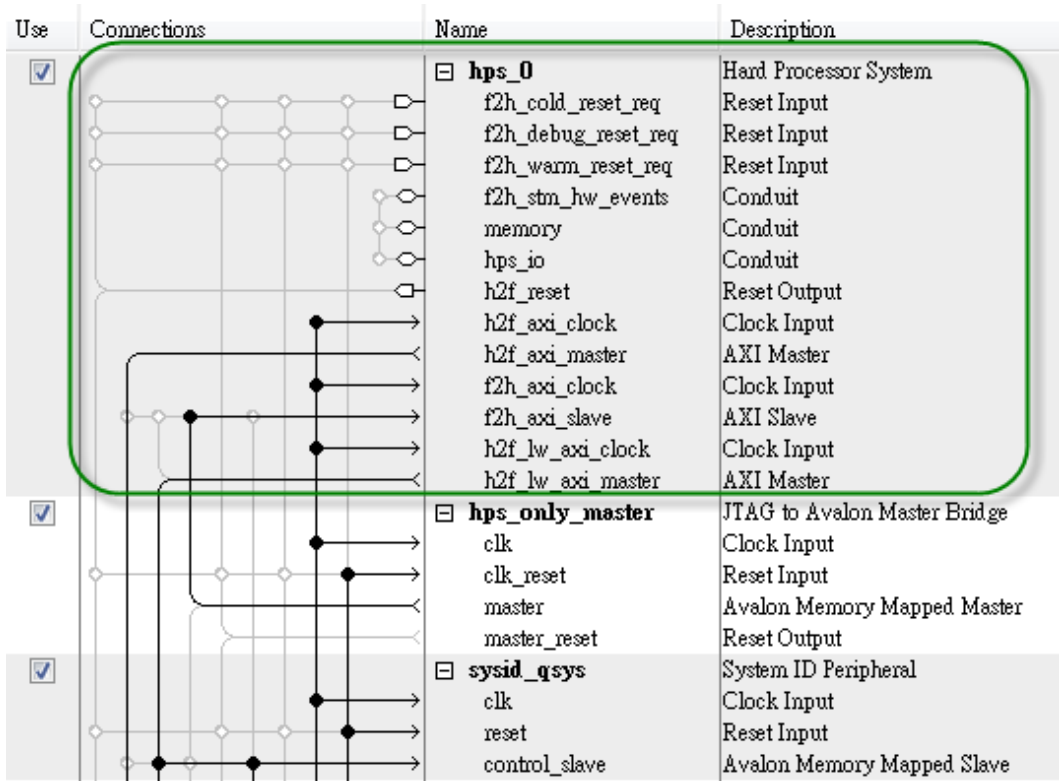 Use Connections Name Description
hps_0 Hard Processor System
f2h_cold_reset_req Reset Input
f2h_debug_reset_req Reset Input
f2h_warm_reset_req Reset Input
f2h_stm_hw_events Conduit
memory Conduit
hps_io Conduit
h2f_reset Reset Output
h2f_axi_clock Clock Input
h2f_axi_master AXI Master
f2h_axi_clock Clock Input
f2h_axi_slave AXI Slave
h2f_lw_axi_clock Clock Input
h2f_lw_axi_master AXI Master
hps_only_master JTAG to Avalon Master Bridge
clk Clock Input
clk_reset Reset Input
master Avalon Memory Mapped Master
master_reset Reset Output
sysid_qsys System ID Peripheral
clk Clock Input
reset Reset Input
control_slave Avalon Memory Mapped Slave